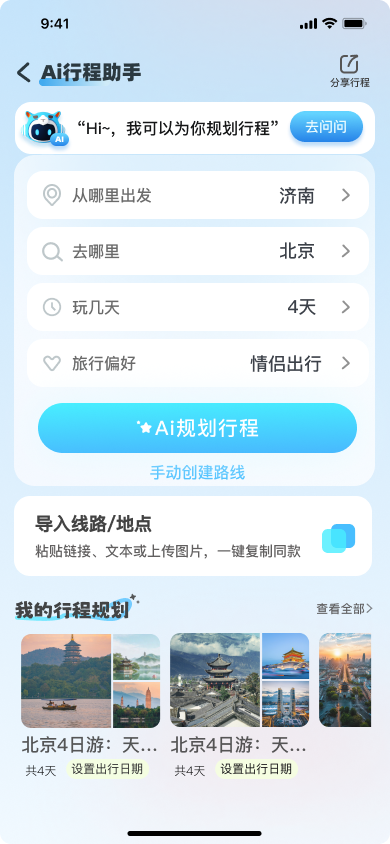 9:41
Ai行程助手
分享行程
“Hi~，我可以为你规划行程”
去问问
AI
从哪里出发
济南
去哪里
北京
玩几天
4天
旅行偏好
情侣出行
Ai规划行程
手动创建路线
导入线路/地点
粘贴链接、文本或上传图片，一键复制同款
我的行程规划
查看全部
北京4日游：天...
北京4日游：天...
共4天
设置出行日期
共4天
设置出行日期